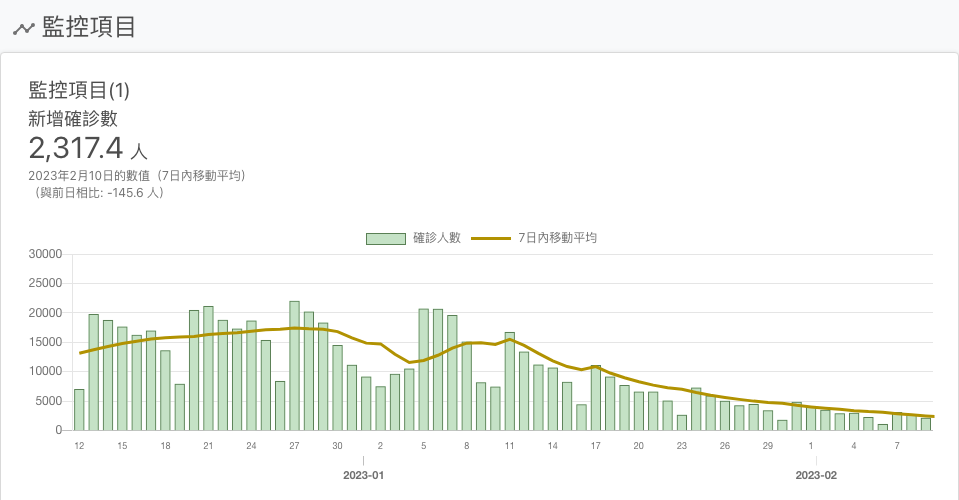 監控項目
監控項目(1)
新增確診數
2,317.4 人
2023年2月10日的數值（7日內移動平均）
（與前日相比: -145.6 人）
確診人數 7日內移動平均
30000
25000
20000
15000
10000
5000
0
12 15 18 21 24 27 30 2 5 8 11 14 17 20 23 26 29 1 4 7
2023-01 2023-02